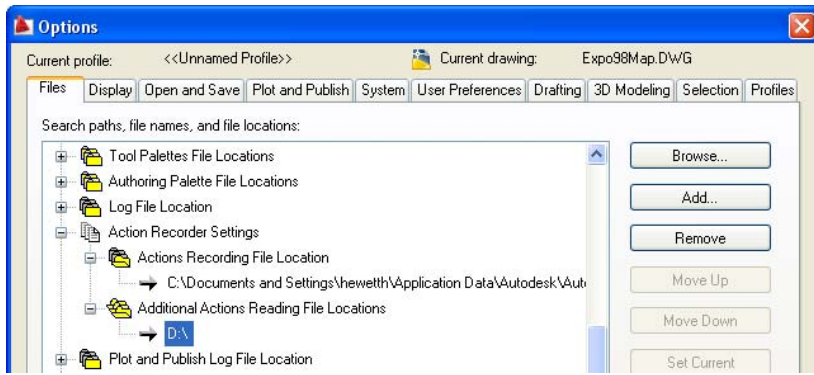 Options
Current profile: <<Unnamed Profile>> Current drawing: Expo98Map.DWG
Files Display Open and Save Plot and Publish System User Preferences Drafting 3D Modeling Selection Profiles
Search paths, file names, and file locations:
Tool Palettes File Locations
Browse...
Authoring Palette File Locations
Add...
Log File Location
Action Recorder Settings
Remove
Actions Recording File Location
C:\Documents and Settings\hewetth\Application Data\Autodesk\Aut
Move Up
Additional Actions Reading File Locations
Move Down
D:\
Plot and Publish Log File Location
Set Current